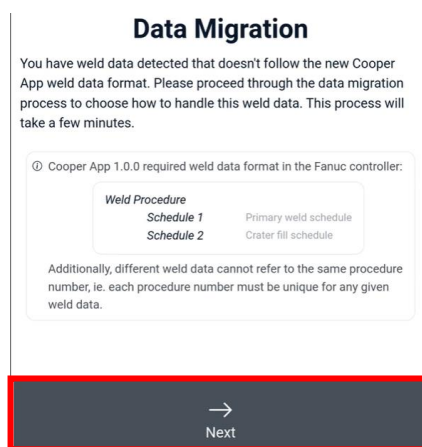 Data Migration
You have weld data detected that doesn't follow the new Cooper
App weld data format. Please proceed through the data migration
process to choose how to handle this weld data. This process will
take a few minutes.
Cooper App 1.0.0 required weld data format in the Fanuc controller:
Weld Procedure
Schedule 1 Primary weld schedule
Schedule 2 Crater fill schedule
Additionally, different weld data cannot refer to the same procedure
number, ie. each procedure number must be unique for any given
weld data.
Next